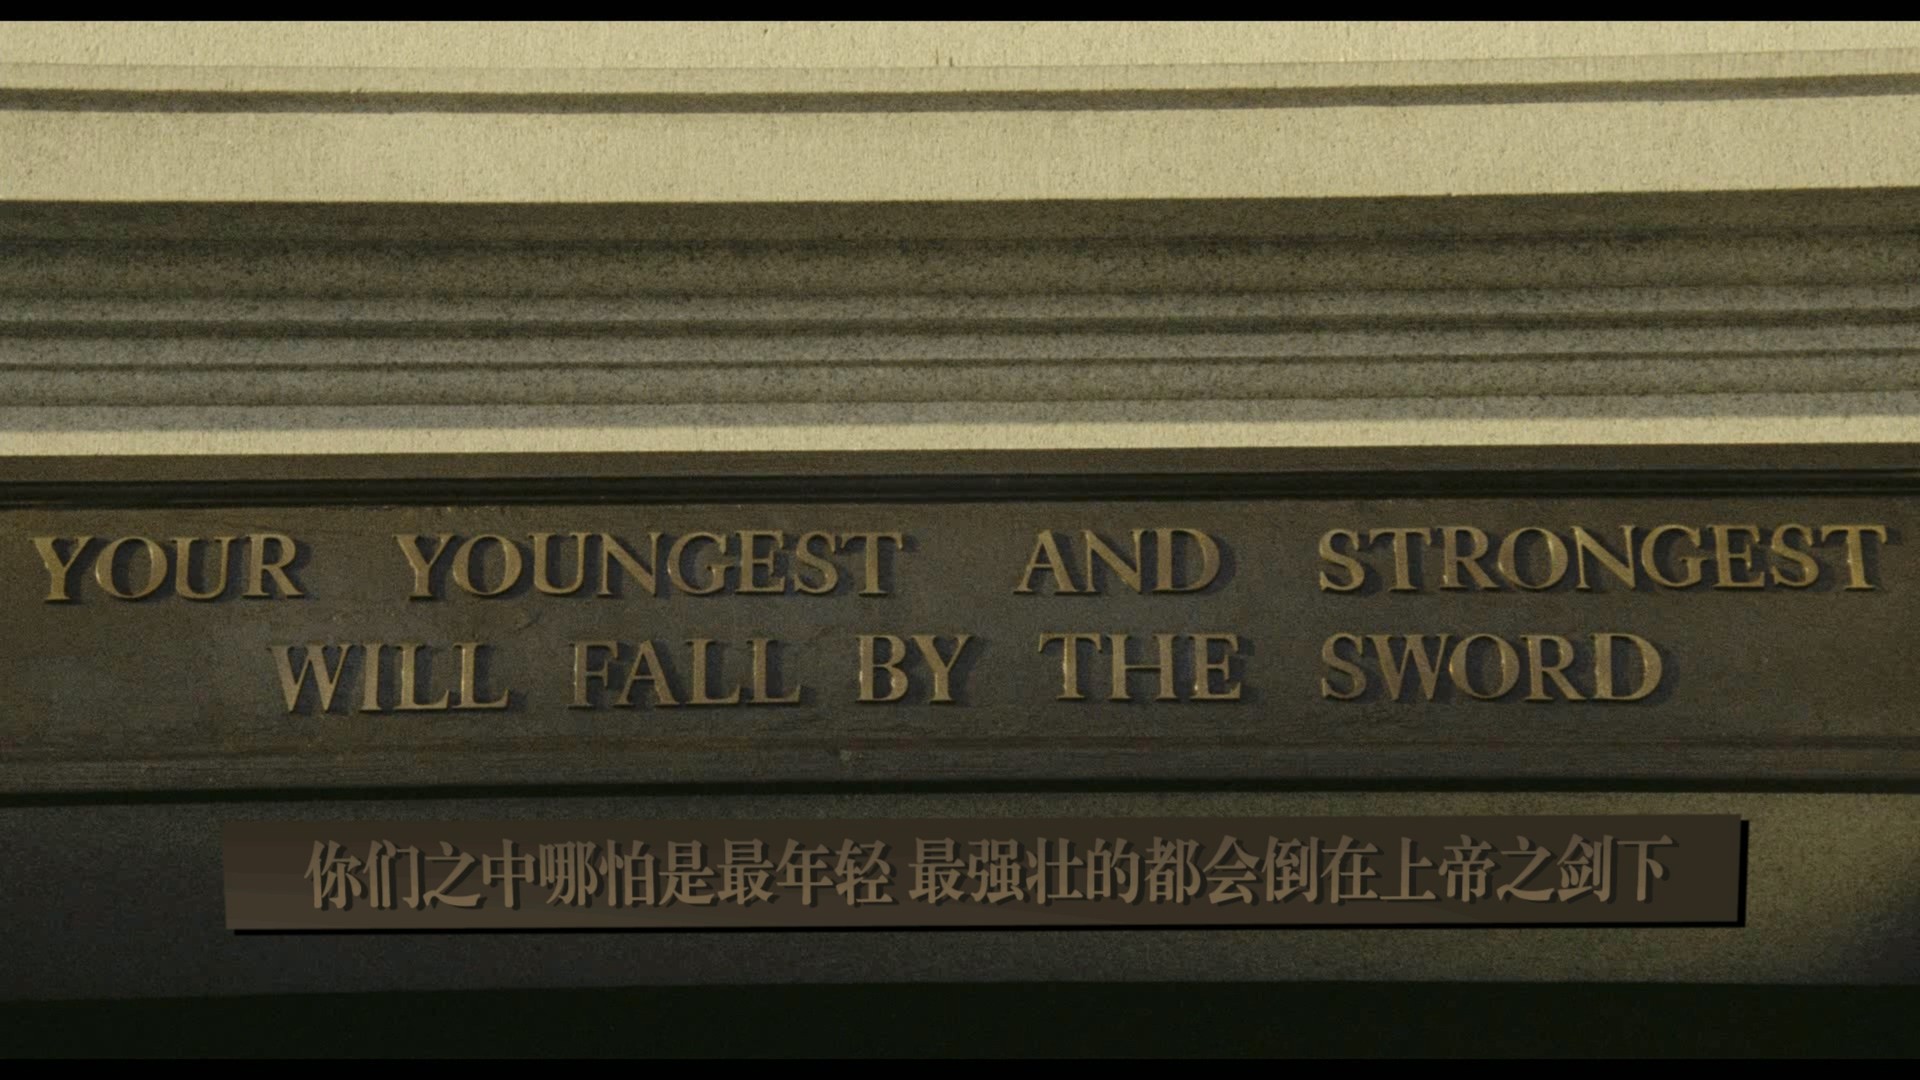 YOUR YOUNGEST AND STRONGEST
WILL FALL BY THE SWORD
你们之中哪怕是最年轻 最强壮的都会倒在上帝之剑下